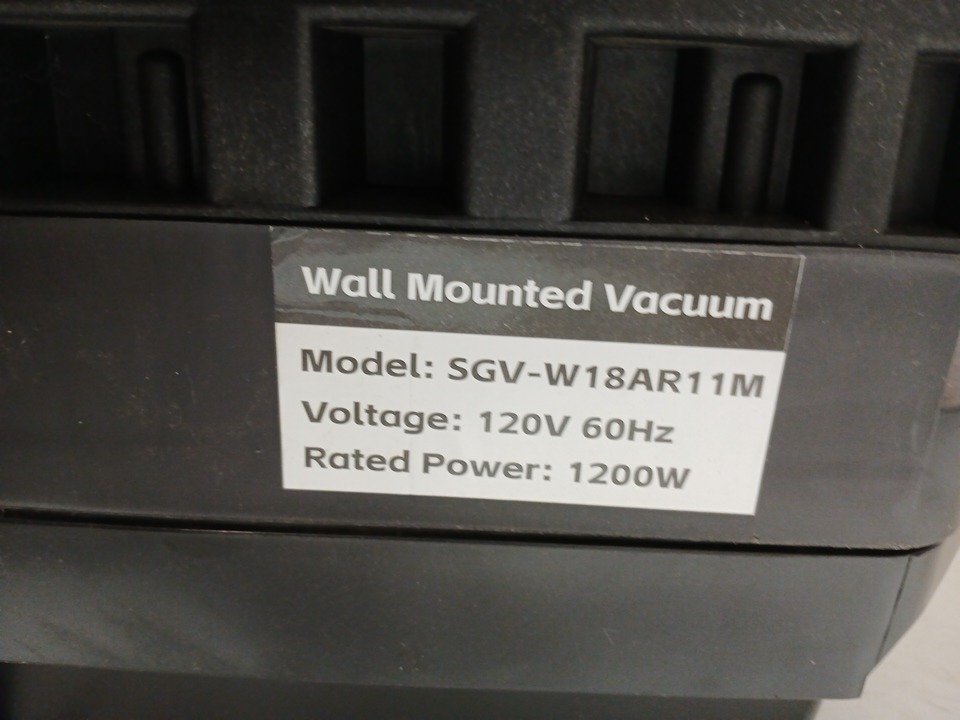 Wall Mounted Vacuum
Model: SGV-W18AR11M
Voltage: 120V 60Hz
Rated Power: 1200W